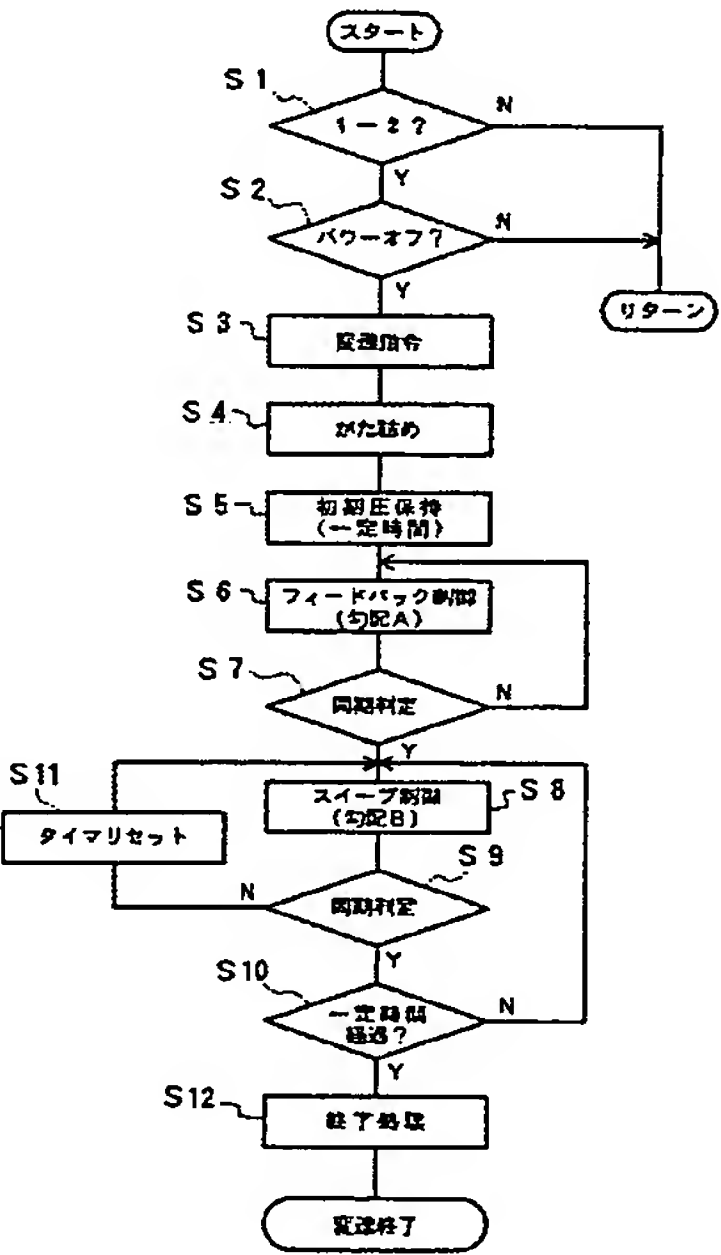 スタート
S1
1-2?
N
Y
S2
パワーオフ?
N
Y
リターン
S3
変速指令
S4
がた詰め
S5
初期圧保持
(一定時間)
S6
フィードバック制御
(勾配A)
S7
同期判定
N
Y
S11
タイマリセット
スイープ制御
(勾配B)
S8
S9
同期判定
N
Y
S10
一定時間
経過?
N
Y
S12
終了処理
変速終了